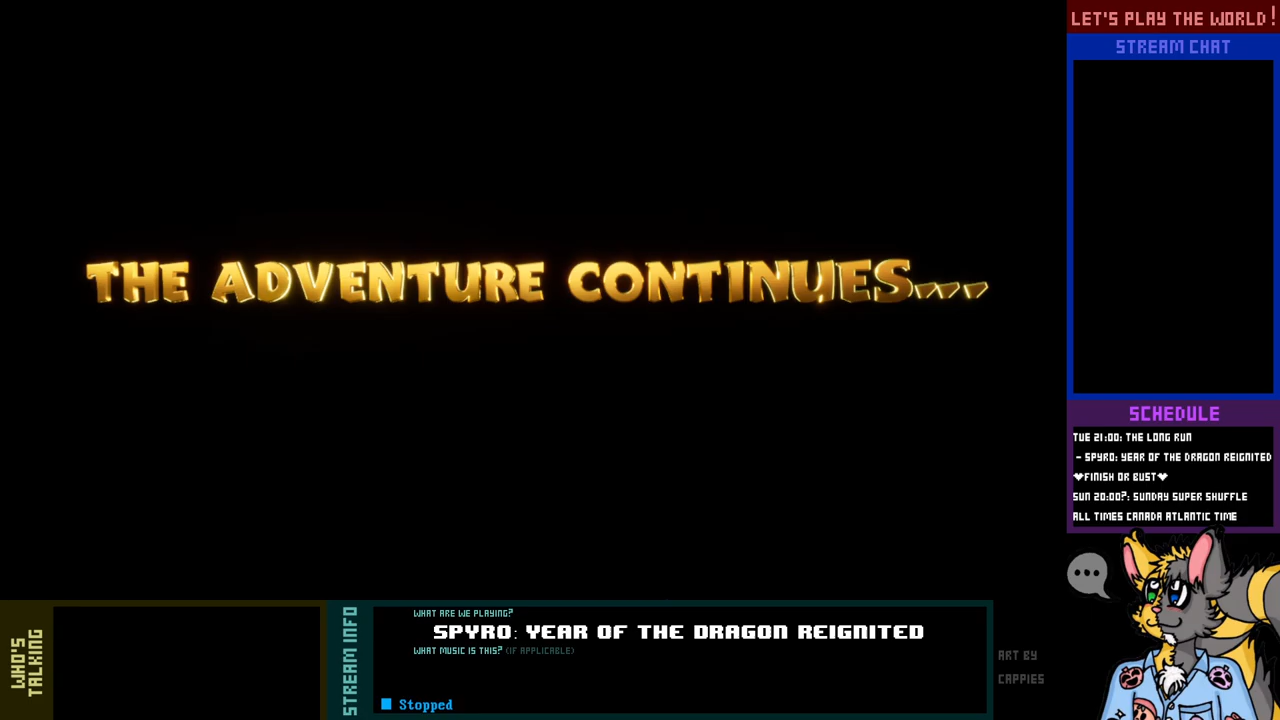 LET'S PLAY THE WORLD!
STREAM CHAT
THE ADVENTURE CONTINUES...
SCHEDULE
TUE 21:00: THE LONG RUN
- SPYRO: YEAR OF THE DRAGON REIGNITED
♥FINISH OR BUST♥
SUN 20:00?: SUNDAY SUPER SHUFFLE
ALL TIMES CANADA ATLANTIC TIME
WHO'S
TALKING
STREAM INFO
WHAT ARE WE PLAYING?
SPYRO: YEAR OF THE DRAGON REIGNITED
WHAT MUSIC IS THIS? (IF APPLICABLE)
Stopped
ART BY
CAPPIES